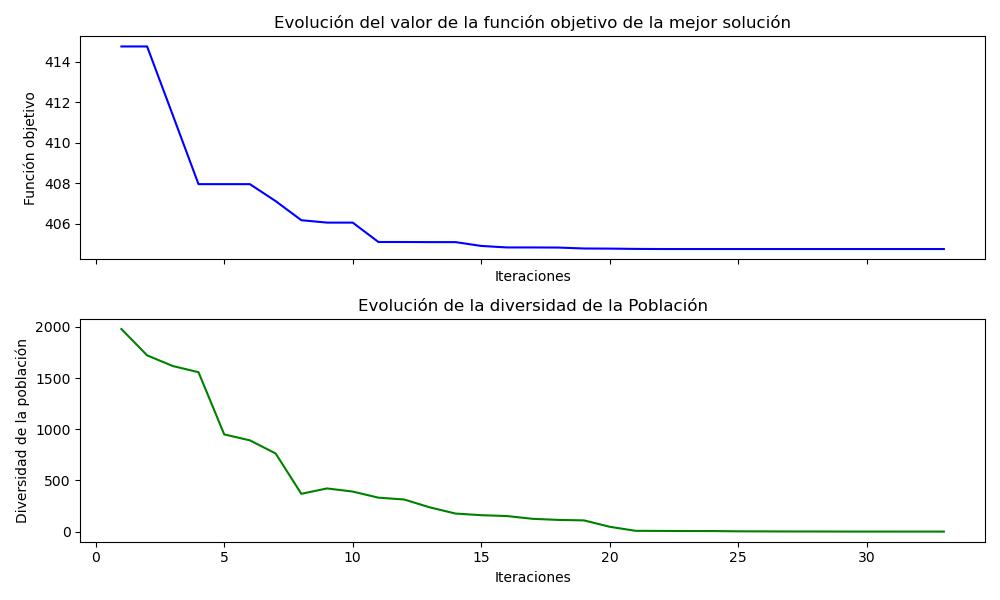 Evolución del valor de la función objetivo de la mejor solución
Función objetivo
414
412
410
408
406
Iteraciones
Evolución de la diversidad de la Población
Diversidad de la población
2000
1500
1000
500
0
0 5 10 15 20 25 30
Iteraciones